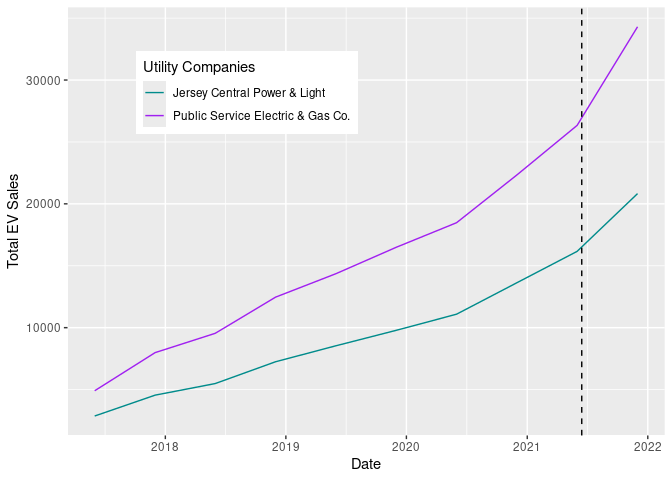 Utility Companies
Jersey Central Power & Light
Public Service Electric & Gas Co.
Total EV Sales
30000
20000
10000
2018 2019 2020 2021 2022
Date